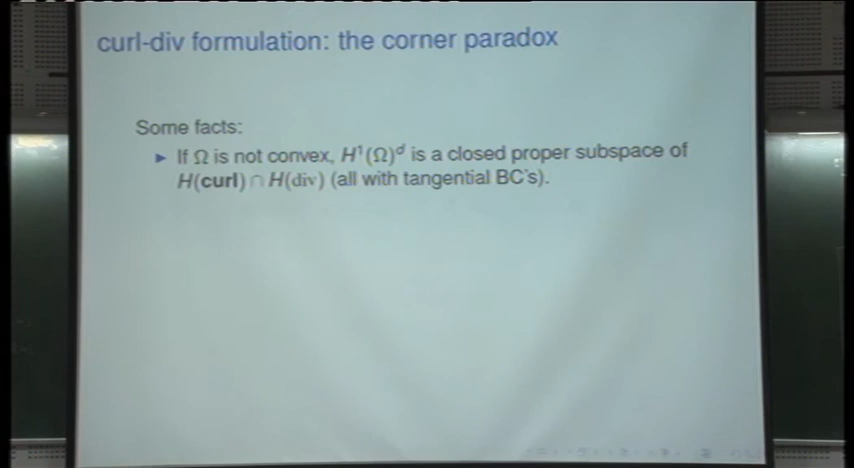 curl-div formulation: the corner paradox
Some facts:
► If Ω is not convex, H¹(Ω)ᵈ is a closed proper subspace of
H(curl) ∩ H(div) (all with tangential BC's).